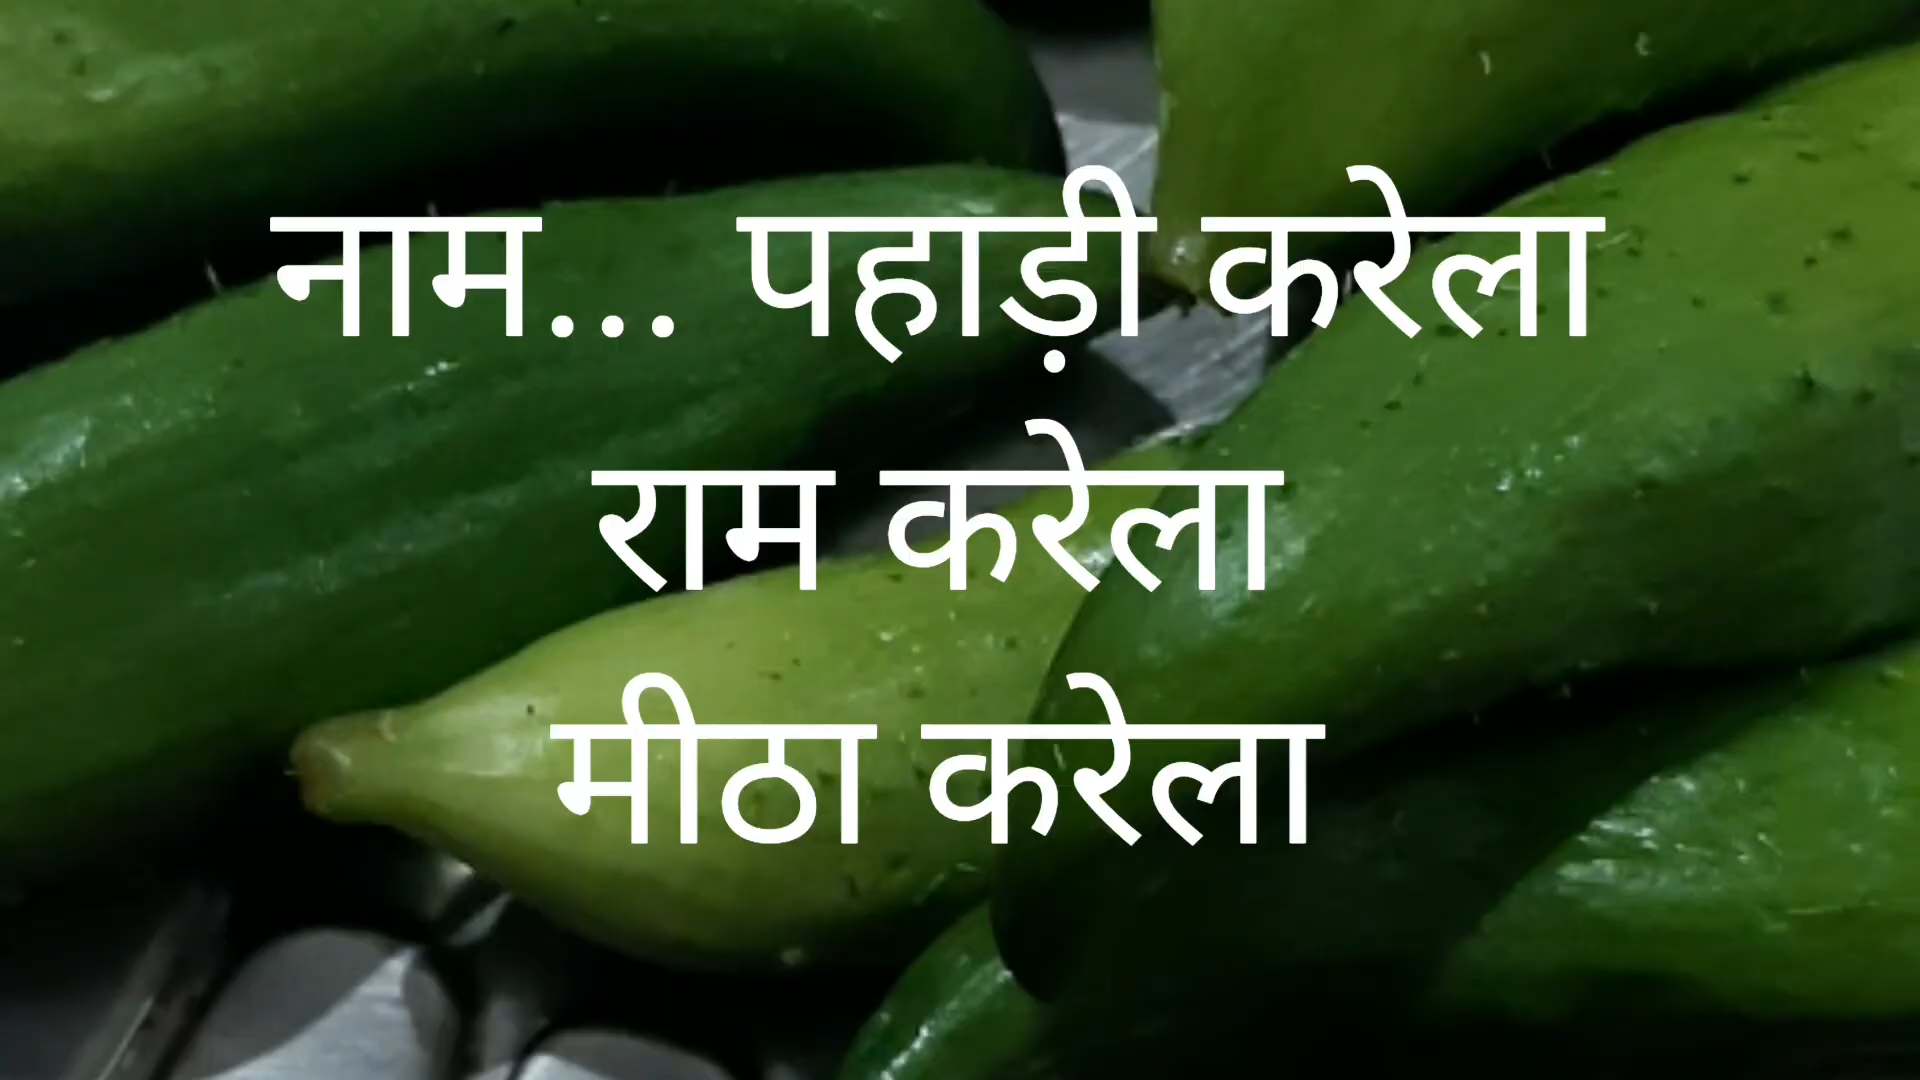 नाम... पहाड़ी करेला
राम करेला
मीठा करेला